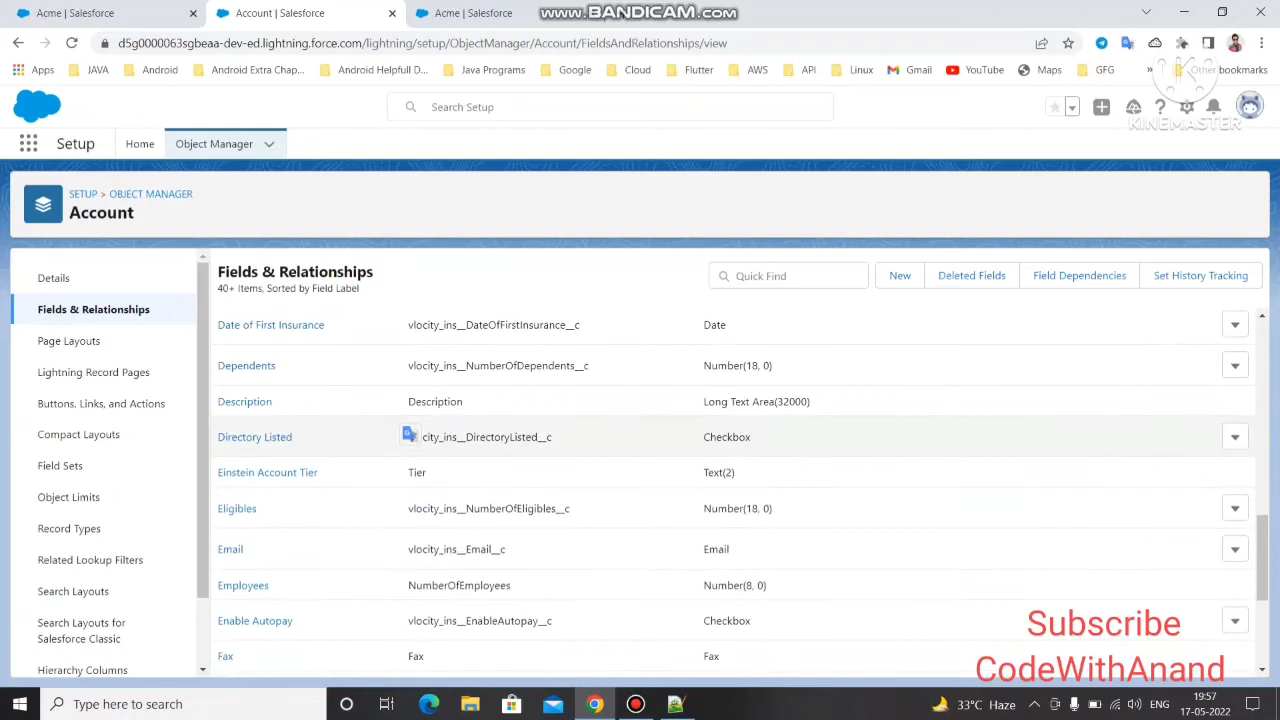 Acme | Salesforce
Account | Salesforce
Acme | Salesforce
www.BANDICAM.com
d5g0000063sgbeaa-dev-ed.lightning.force.com/lightning/setup/ObjectManager/Account/FieldsAndRelationships/view
Apps JAVA Android Android Extra Chap... Android Helpfull D... Java Programs Google Cloud Flutter AWS API Linux Gmail YouTube Maps GFG » Other bookmarks
Search Setup
KINEMASTER
Setup Home Object Manager
SETUP > OBJECT MANAGER
Account
Details
Fields & Relationships
Page Layouts
Lightning Record Pages
Buttons, Links, and Actions
Compact Layouts
Field Sets
Object Limits
Record Types
Related Lookup Filters
Search Layouts
Search Layouts for
Salesforce Classic
Hierarchy Columns
Fields & Relationships
40+ Items, Sorted by Field Label
Quick Find
New
Deleted Fields
Field Dependencies
Set History Tracking
Date of First Insurance vlocity_ins__DateOfFirstInsurance__c Date
Dependents vlocity_ins__NumberOfDependents__c Number(18, 0)
Description Description Long Text Area(32000)
Directory Listed city_ins__DirectoryListed__c Checkbox
Einstein Account Tier Tier Text(2)
Eligibles vlocity_ins__NumberOfEligibles__c Number(18, 0)
Email vlocity_ins__Email__c Email
Employees NumberOfEmployees Number(8, 0)
Enable Autopay vlocity_ins__EnableAutopay__c Checkbox
Fax Fax Fax
Subscribe
CodeWithAnand
Type here to search
33°C Haze
ENG
19:57
17-05-2022